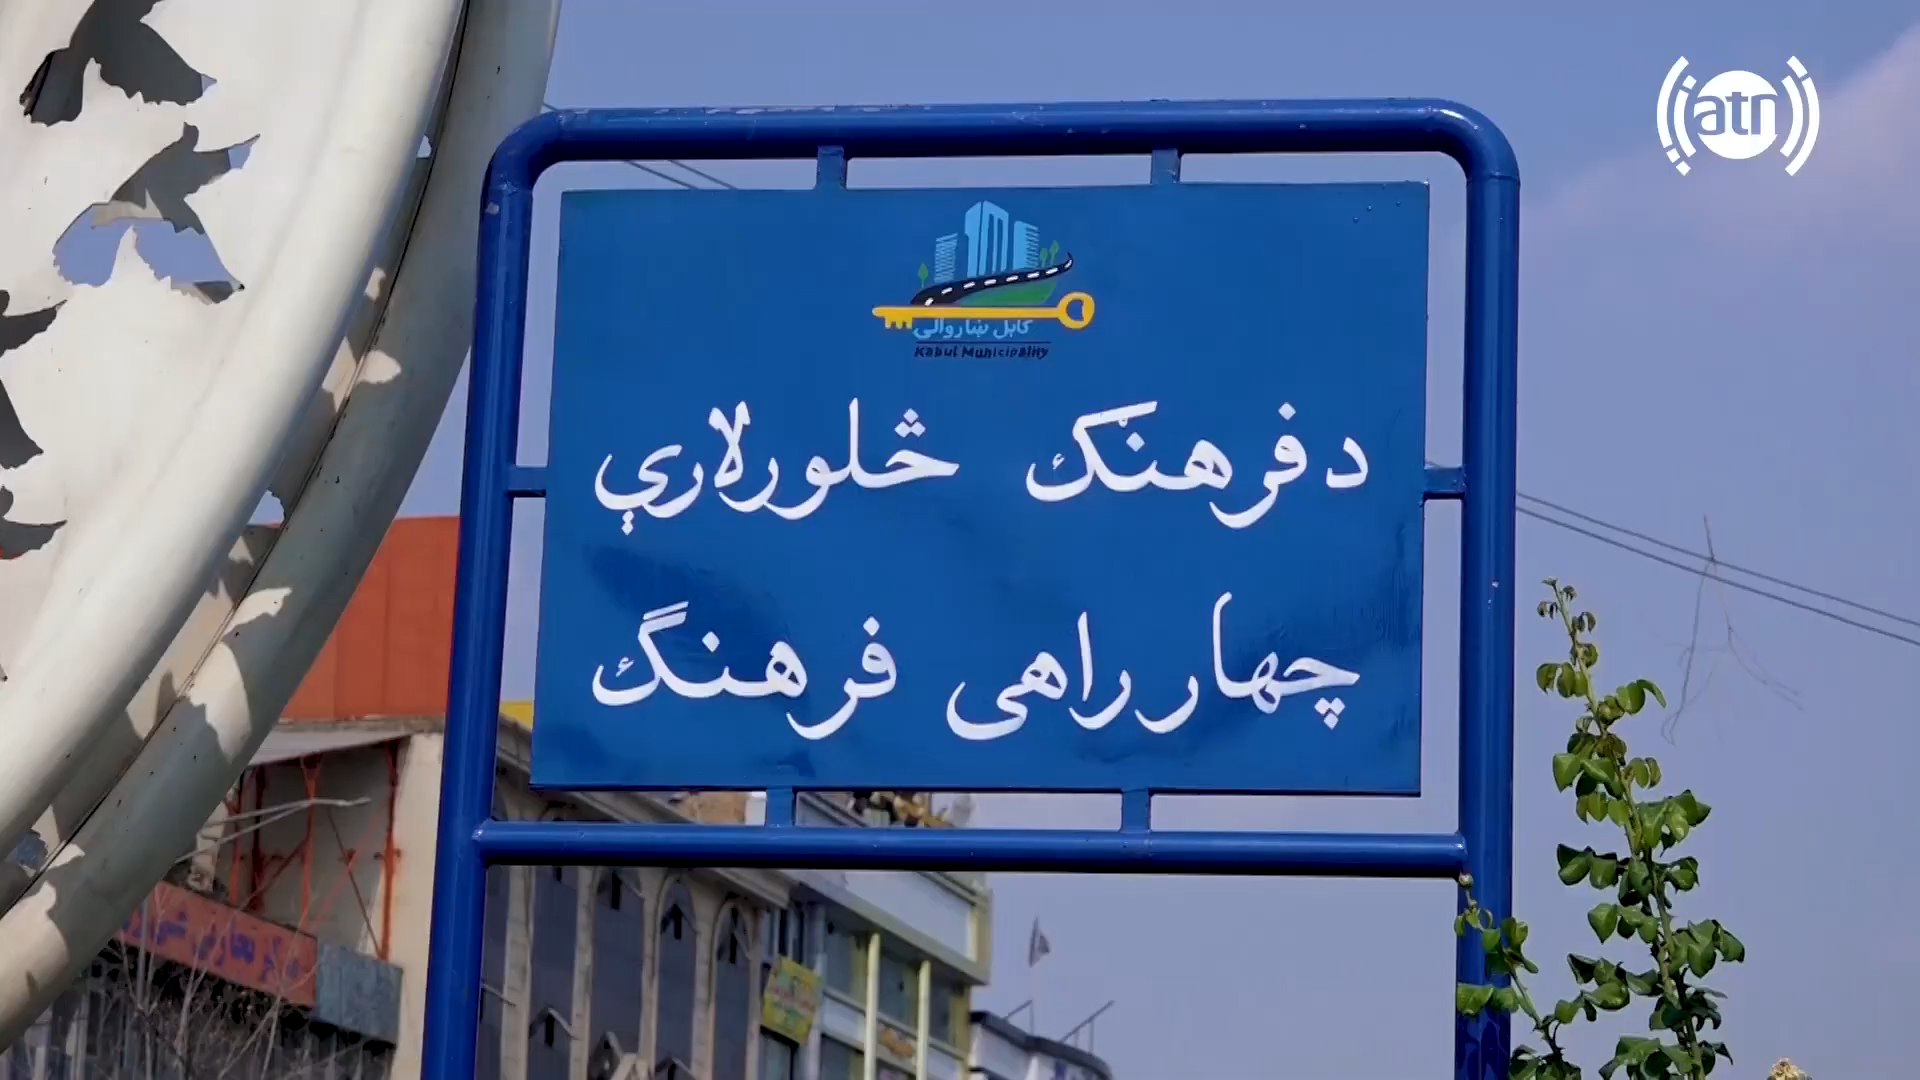 atn
کابل ښاروالی
Kabul Municipality
د فرهنګ څلورلارې
چهارراهی فرهنگ